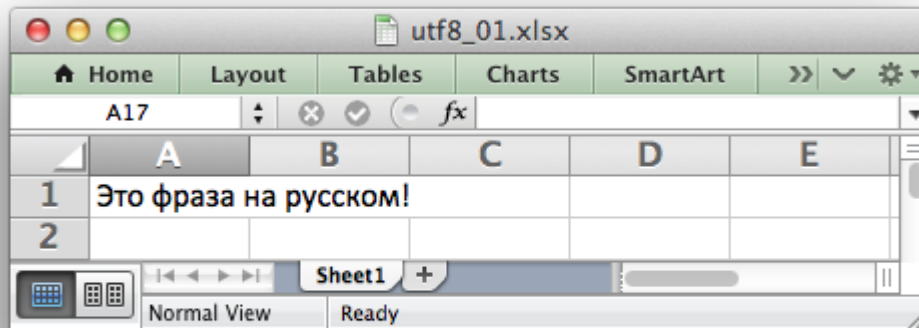 utf8_01.xlsx
Home Layout Tables Charts SmartArt
A17 fx
A B C D E
1 Это фраза на русском!
2
Sheet1 +
Normal View Ready